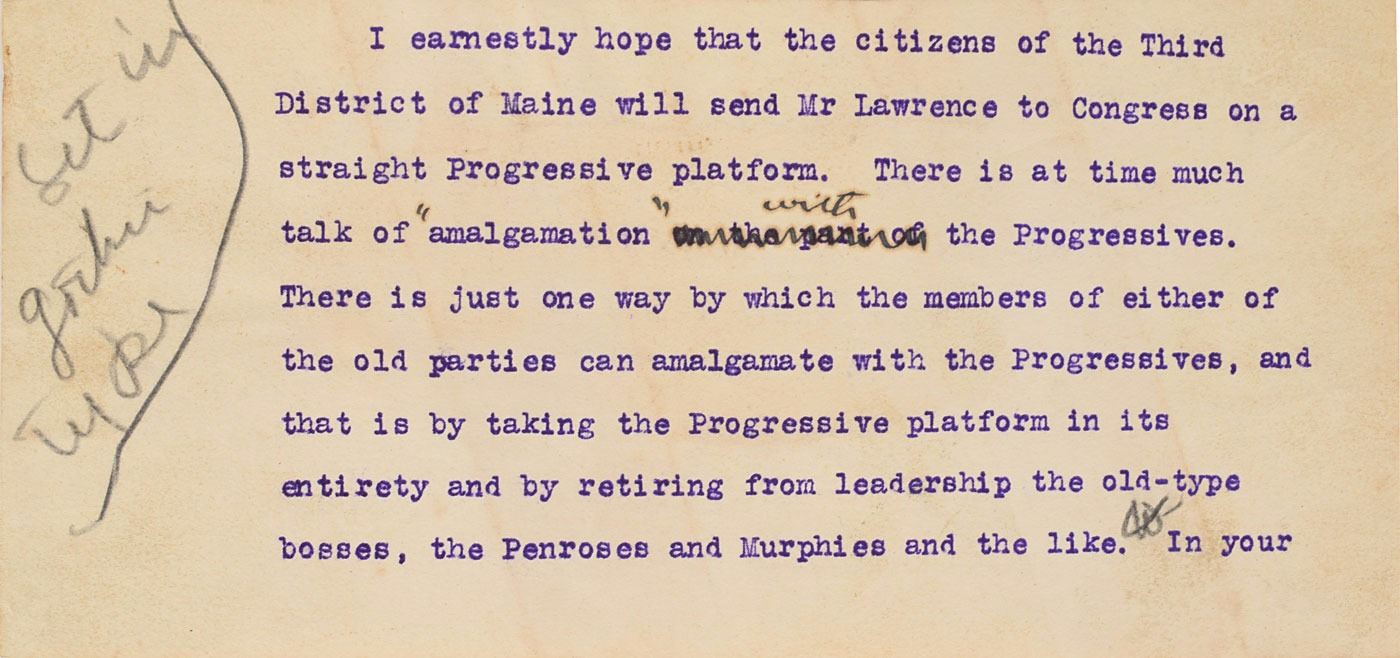 Set in
gothic
type
I earnestly hope that the citizens of the Third
District of Maine will send Mr Lawrence to Congress on a
straight Progressive platform. There is at time much
with
talk of "amalgamation" on the part of the Progressives.
There is just one way by which the members of either of
the old parties can amalgamate with the Progressives, and
that is by taking the Progressive platform in its
entirety and by retiring from leadership the old-type
bosses, the Penroses and Murphies and the like. In your